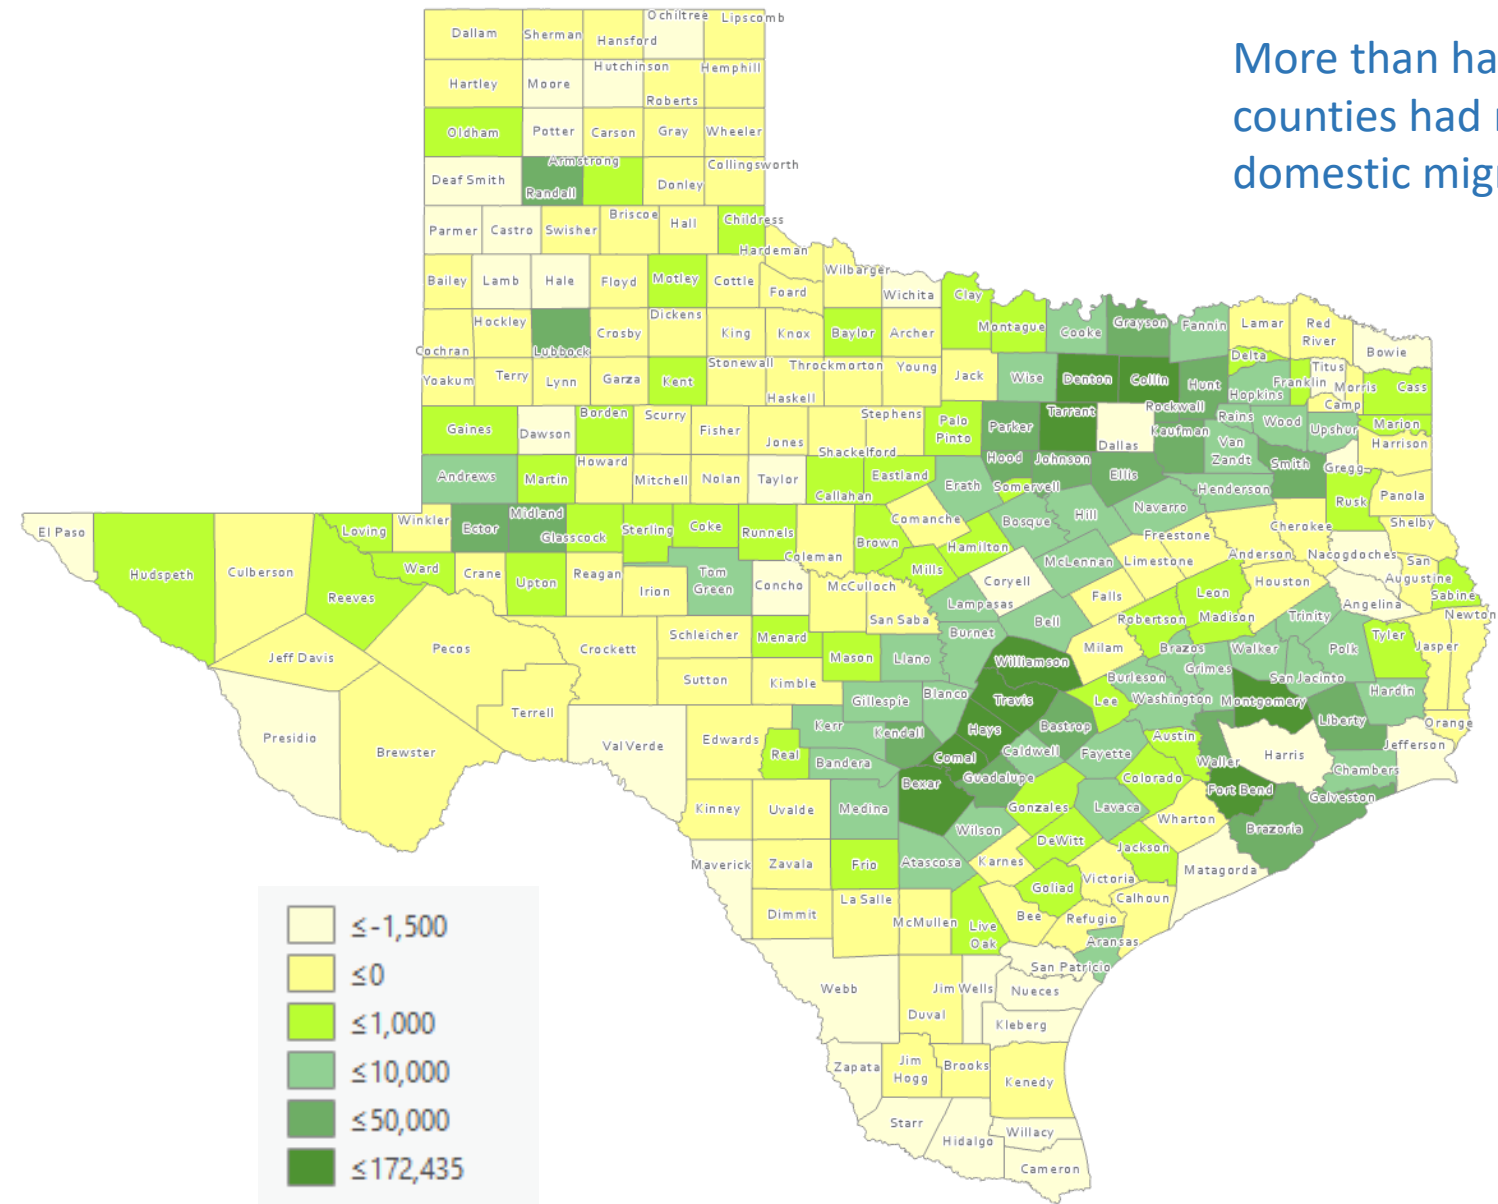 More than ha
counties had
domestic mig
Ochiltree Lipscomb
Dallam Sherman Hansford
Hutchinson Hemphill
Hartley Moore
Roberts
Oldham Potter Carson Gray Wheeler
Armstrong Collingsworth
Deaf Smith Randall Donley
Briscoe Childress
Parmer Castro Swisher Hall
Hardeman
Bailey Lamb Hale Floyd Motley Cottle Foard Wilbarger Wichita Clay
Hockley Dickens
Cochran Lubbock Crosby King Knox Baylor Archer Montague Cooke Grayson Fannin Lamar Red
River
Bowie
Stonewall Throckmorton Young Delta Titus
Yoakum Terry Lynn Garza Kent Haskell Jack Wise Denton Collin Hunt Hopkins Franklin Morris Cass
Camp
Borden Scurry Stephens Rockwall
Gaines Dawson Fisher Jones Shackelford Palo
Pinto
Parker Tarrant Dallas Kaufman Rains Wood Upshur Marion
Harrison
Van
Zandt
Howard Hood Johnson Smith Gregg
Andrews Martin Mitchell Nolan Taylor Callahan Eastland Erath Somervell Ellis Henderson Rusk Panola
El Paso Loving Winkler Ector Midland Glasscock Sterling Coke Runnels Coleman Brown Comanche Bosque Hill Navarro Freestone Cherokee Shelby
Hudspeth Culberson Reeves Ward Crane Upton Reagan Irion Tom
Green
Concho McCulloch Mills Hamilton Coryell McLennan Limestone Anderson Nacogdoches San
Augustine
Sabine
San Saba Lampasas Falls Leon Houston Angelina
Newton
Jeff Davis Pecos Crockett Schleicher Menard Mason Llano Burnet Bell Milam Robertson Madison Trinity Polk Tyler Jasper
Sutton Kimble Williamson Brazos Grimes Walker San Jacinto
Burleson Washington Montgomery Hardin
Presidio Brewster Terrell Val Verde Edwards Real Kerr Gillespie Blanco Travis Lee Liberty Orange
Kendall Hays Bastrop Austin Waller Harris Jefferson
Bandera Comal Caldwell Fayette Chambers
Bexar Guadalupe Colorado Fort Bend Galveston
Kinney Uvalde Medina Gonzales Lavaca Wharton Brazoria
Wilson DeWitt Jackson
Maverick Zavala Frio Atascosa Karnes Matagorda
Goliad Victoria
Dimmit La Salle McMullen Live
Oak
Bee Refugio Calhoun
Aransas
San Patricio
Webb Duval Jim Wells Nueces
Kleberg
Zapata Jim
Hogg
Brooks Kenedy
Starr Hidalgo Willacy
Cameron
≤-1,500
≤0
≤1,000
≤10,000
≤50,000
≤172,435